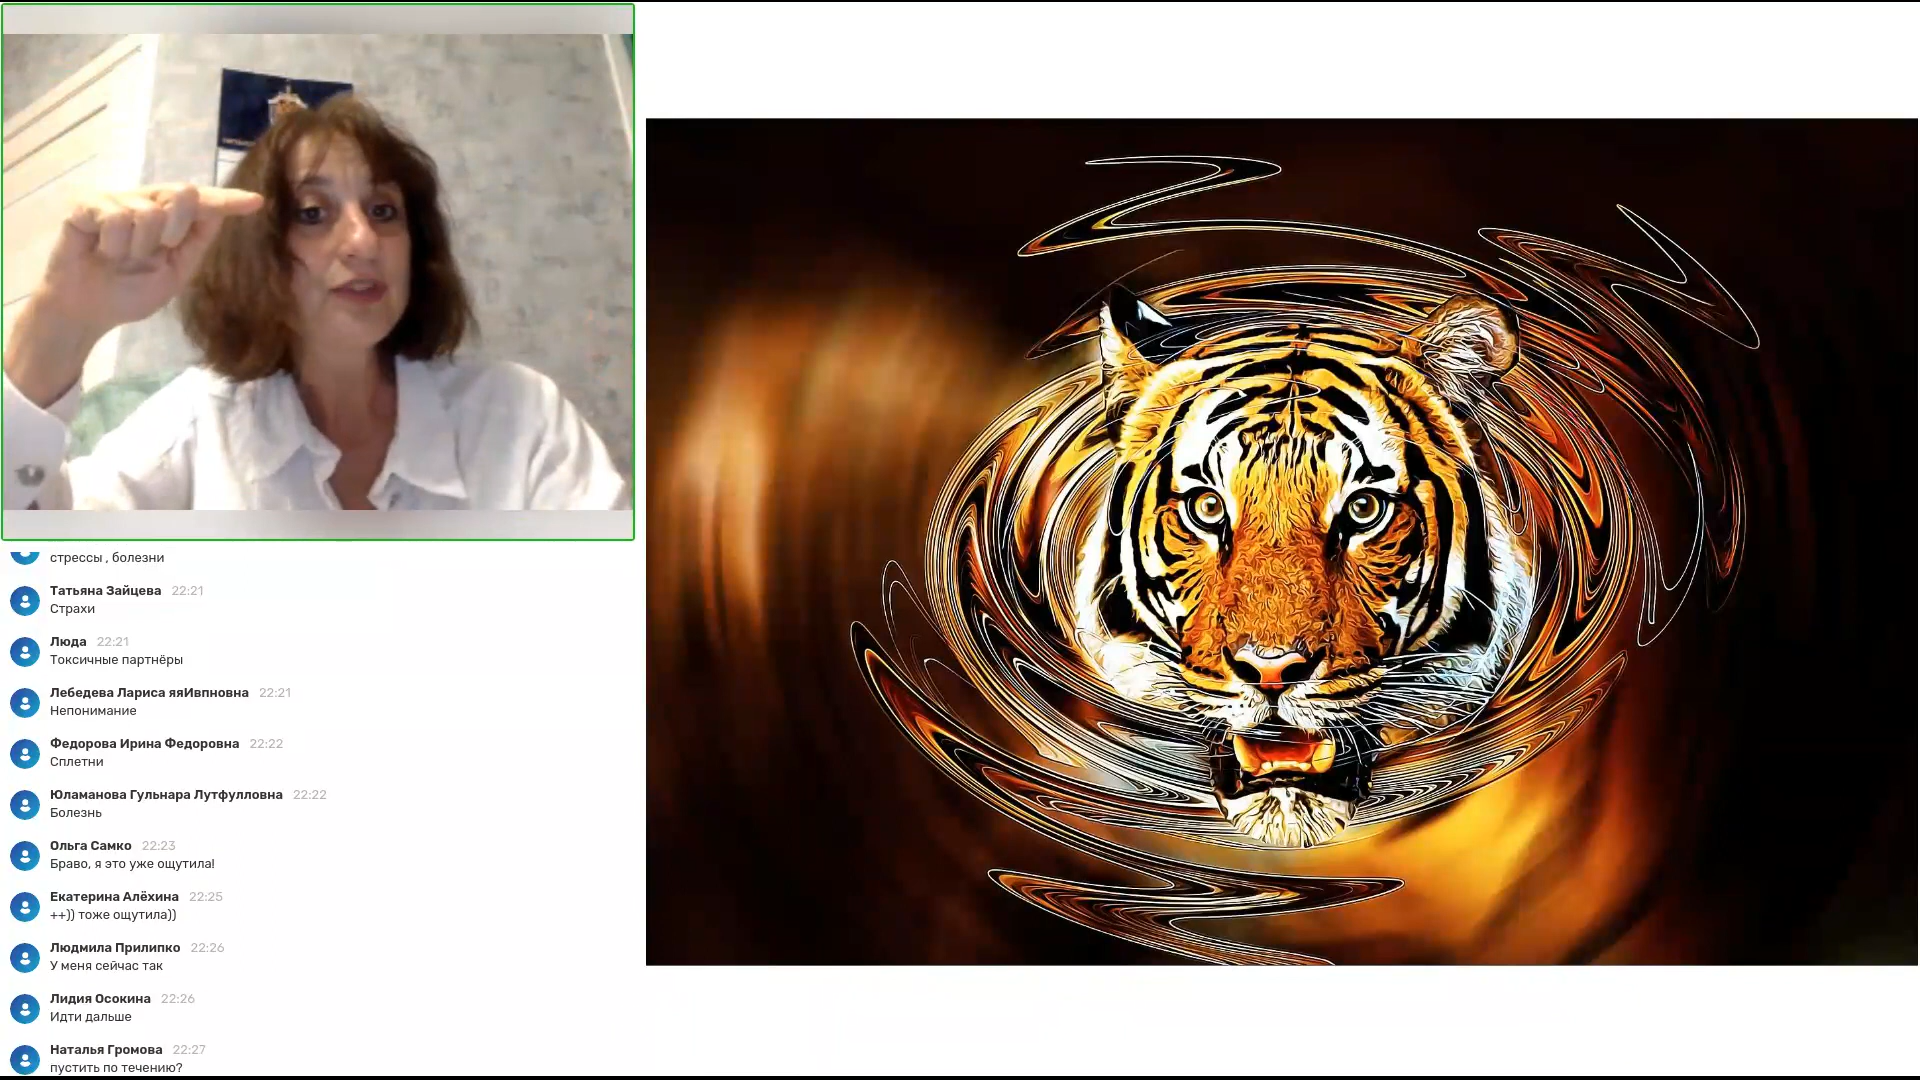 стрессы , болезни
Татьяна Зайцева 22:21
Страхи
Люда 22:21
Токсичные партнёры
Лебедева Лариса яяИвпновна 22:21
Непонимание
Федорова Ирина Федоровна 22:22
Сплетни
Юламанова Гульнара Лутфулловна 22:22
Болезнь
Ольга Самко 22:23
Браво, я это уже ощутила!
Екатерина Алёхина 22:25
++)) тоже ощутила))
Людмила Прилипко 22:26
У меня сейчас так
Лидия Осокина 22:26
Идти дальше
Наталья Громова 22:27
пустить по течению?